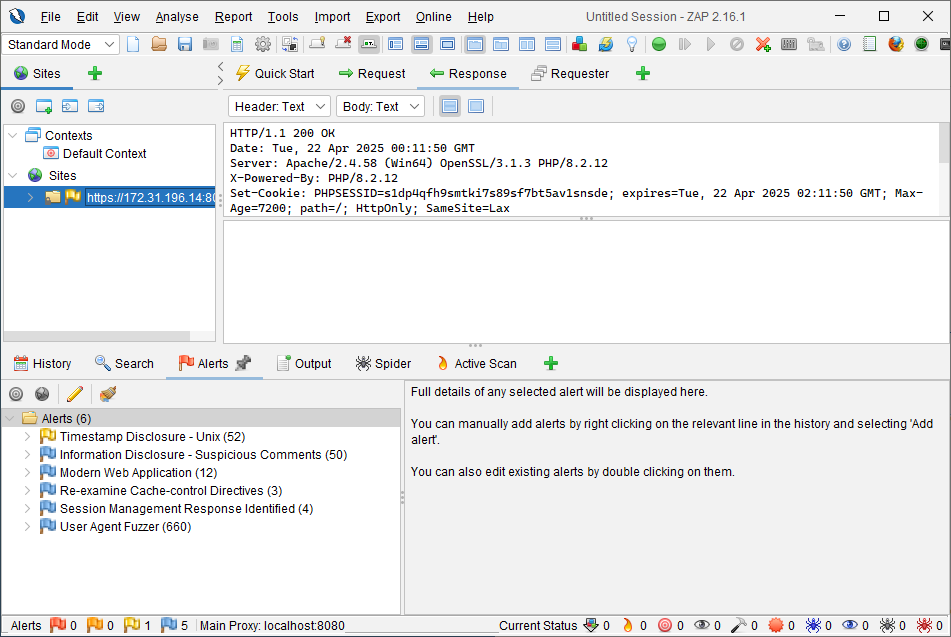 File Edit View Analyse Report Tools Import Export Online Help Untitled Session - ZAP 2.16.1
Standard Mode
Sites Quick Start Request Response Requester
Header: Text Body: Text
Contexts
Default Context
Sites
https://172.31.196.14:80
HTTP/1.1 200 OK
Date: Tue, 22 Apr 2025 00:11:50 GMT
Server: Apache/2.4.58 (Win64) OpenSSL/3.1.3 PHP/8.2.12
X-Powered-By: PHP/8.2.12
Set-Cookie: PHPSESSID=s1dp4qfh9smtki7s89sf7bt5av1snsde; expires=Tue, 22 Apr 2025 02:11:50 GMT; Max-
Age=7200; path=/; HttpOnly; SameSite=Lax
History Search Alerts Output Spider Active Scan
Alerts (6)
Timestamp Disclosure - Unix (52)
Information Disclosure - Suspicious Comments (50)
Modern Web Application (12)
Re-examine Cache-control Directives (3)
Session Management Response Identified (4)
User Agent Fuzzer (660)
Full details of any selected alert will be displayed here.
You can manually add alerts by right clicking on the relevant line in the history and selecting 'Add
alert'.
You can also edit existing alerts by double clicking on them.
Alerts 0 0 1 5 Main Proxy: localhost:8080 Current Status 0 0 0 0 0 0 0 0 0 0